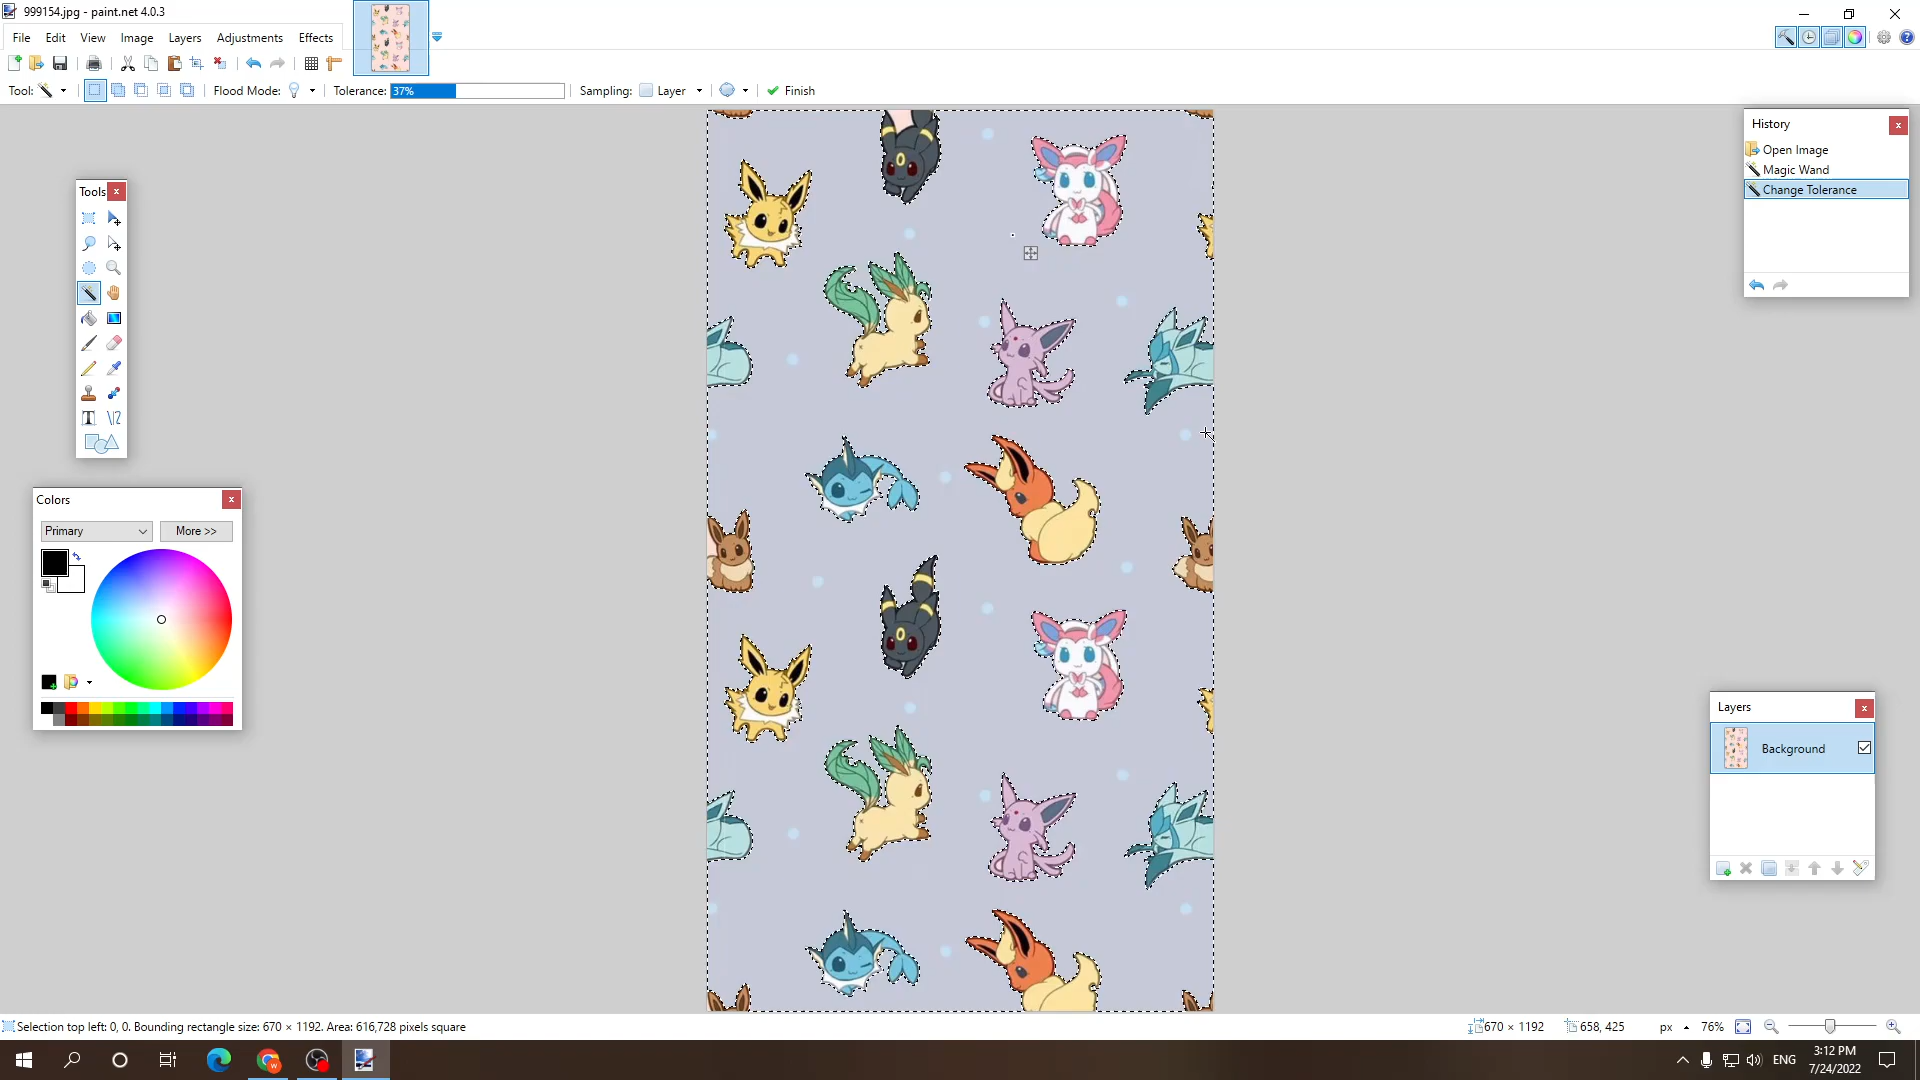 999154.jpg - paint.net 4.0.3
File Edit View Image Layers Adjustments Effects
Tool: Flood Mode: Tolerance: 37% Sampling: Layer Finish
History
Open Image
Magic Wand
Change Tolerance
Tools
Colors
Primary More >>
Layers
Background
Selection top left: 0, 0. Bounding rectangle size: 670 × 1192. Area: 616,728 pixels square
670 × 1192 658, 425 px 76%
ENG
3:12 PM
7/24/2022